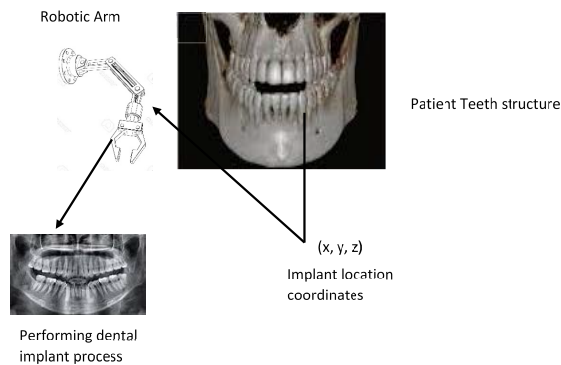 Robotic Arm
Patient Teeth structure
(x, y, z)
Implant location
coordinates
Performing dental
implant process